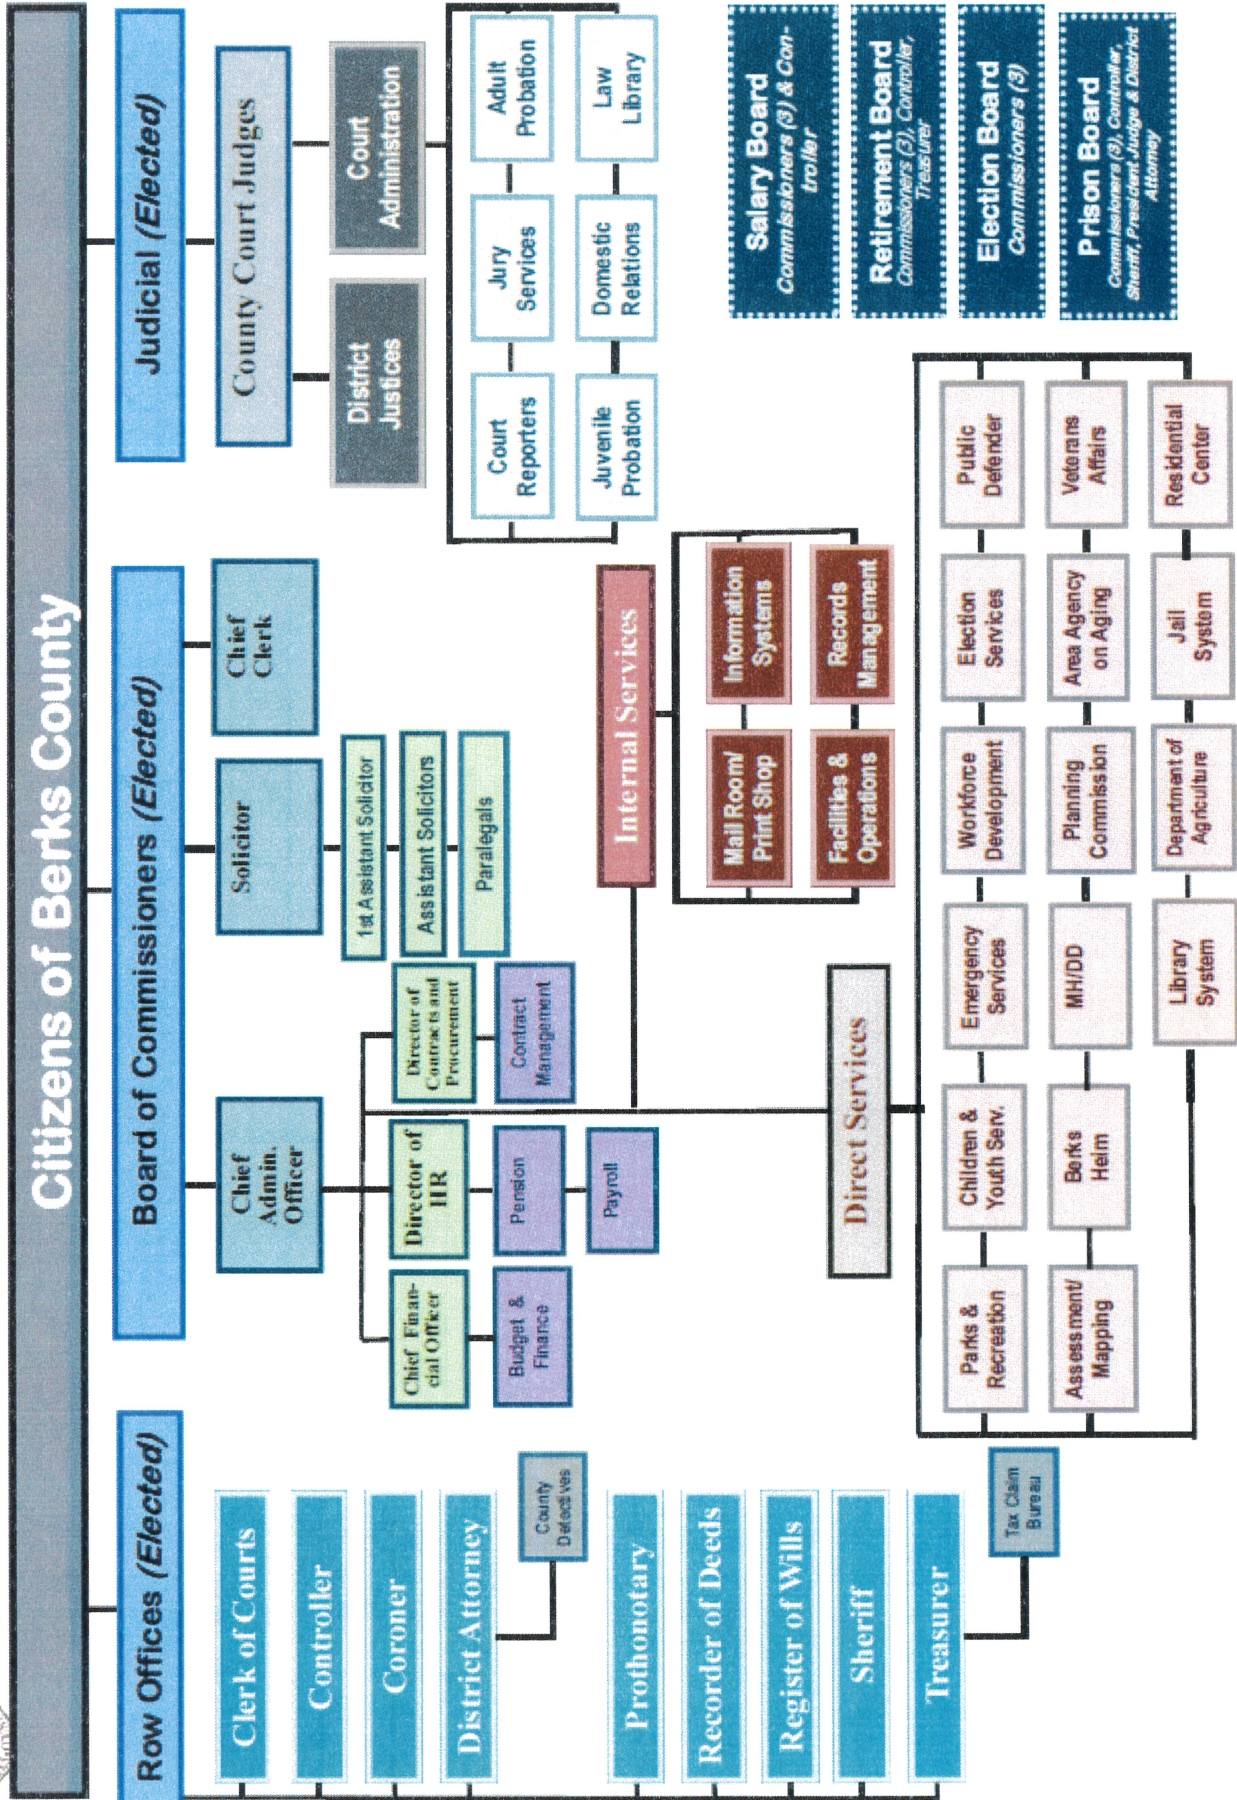 Citizens of Berks County
Row Offices (Elected)
Clerk of Courts
Controller
Coroner
District Attorney
County
Detectives
Prothonotary
Recorder of Deeds
Register of Wills
Sheriff
Treasurer
Tax Claim
Bureau
Board of Commissioners (Elected)
Chief
Admin.
Officer
Solicitor
Chief
Clerk
1st Assistant Solicitor
Assistant Solicitors
Paralegals
Chief Finan-
cial Officer
Director of
HR
Director of
Contracts and
Procurement
Budget &
Finance
Pension
Contract
Management
Payroll
Internal Services
Mail Room/
Print Shop
Information
Systems
Facilities &
Operations
Records
Management
Direct Services
Parks &
Recreation
Children &
Youth Serv.
Emergency
Services
Workforce
Development
Election
Services
Public
Defender
Assessment/
Mapping
Berks
Heim
MH/DD
Planning
Commission
Area Agency
on Aging
Veterans
Affairs
Library
System
Department of
Agriculture
Jail
System
Residential
Center
Judicial (Elected)
County Court Judges
District
Justices
Court
Administration
Court
Reporters
Jury
Services
Adult
Probation
Juvenile
Probation
Domestic
Relations
Law
Library
Salary Board
Commissioners (3) & Con-
troller
Retirement Board
Commissioners (3), Controller,
Treasurer
Election Board
Commissioners (3)
Prison Board
Commissioners (3), Controller,
Sheriff, President Judge & District
Attorney